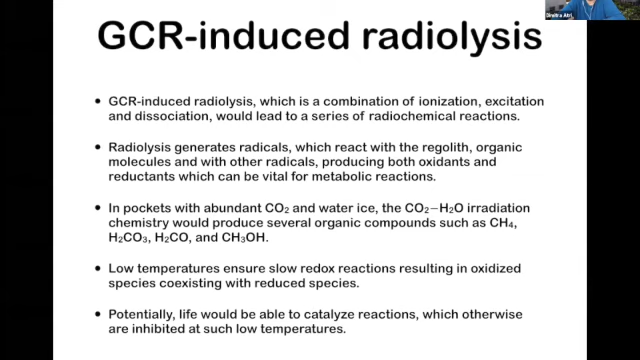 Dimitra Atri
GCR-induced radiolysis
• GCR-induced radiolysis, which is a combination of ionization, excitation
and dissociation, would lead to a series of radiochemical reactions.
• Radiolysis generates radicals, which react with the regolith, organic
molecules and with other radicals, producing both oxidants and
reductants which can be vital for metabolic reactions.
• In pockets with abundant CO₂ and water ice, the CO₂−H₂O irradiation
chemistry would produce several organic compounds such as CH₄,
H₂CO₃, H₂CO, and CH₃OH.
• Low temperatures ensure slow redox reactions resulting in oxidized
species coexisting with reduced species.
• Potentially, life would be able to catalyze reactions, which otherwise
are inhibited at such low temperatures.